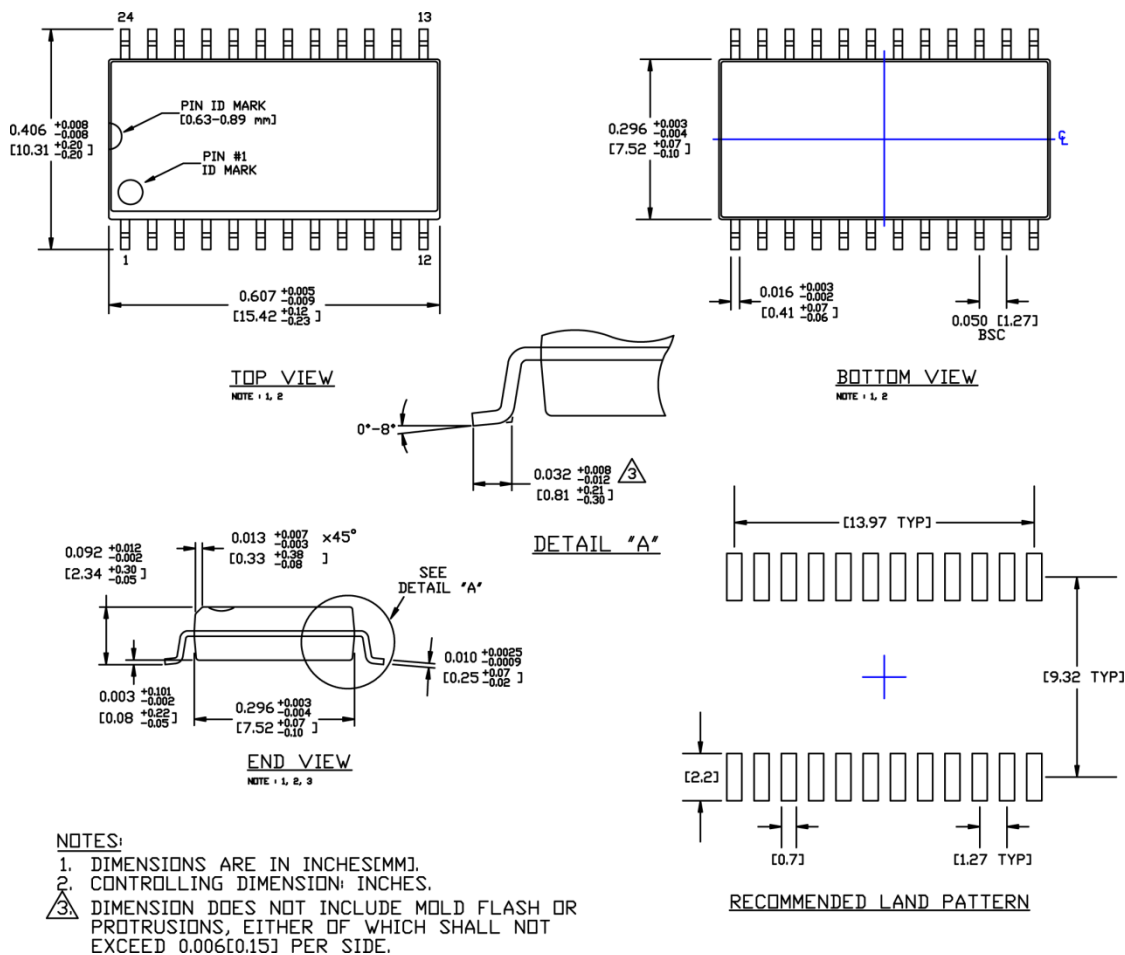 24 13
PIN ID MARK
[0.63-0.89 mm]
PIN #1
ID MARK
0.406 +0.008 -0.008
[10.31 +0.20 -0.20 ]
1 12
0.607 +0.005 -0.009
[15.42 +0.12 -0.23 ]
TOP VIEW
NOTE : 1, 2
0.296 +0.003 -0.004
[7.52 +0.07 -0.10 ]
℄
0.016 +0.003 -0.002
[0.41 +0.07 -0.06 ]
0.050 [1.27]
BSC
BOTTOM VIEW
NOTE : 1, 2
0°-8°
0.032 +0.008 -0.012
[0.81 +0.21 -0.30 ]
3
DETAIL "A"
0.092 +0.012 -0.002
[2.34 +0.30 -0.05 ]
0.013 +0.007 -0.003 ×45°
[0.33 +0.38 -0.08 ]
SEE
DETAIL "A"
0.010 +0.0025 -0.0009
[0.25 +0.07 -0.02 ]
0.003 +0.101 -0.002
[0.08 +0.22 -0.05 ]
0.296 +0.003 -0.004
[7.52 +0.07 -0.10 ]
END VIEW
NOTE : 1, 2, 3
[13.97 TYP]
[9.32 TYP]
[2.2]
[0.7]
[1.27 TYP]
RECOMMENDED LAND PATTERN
NOTES:
1. DIMENSIONS ARE IN INCHES[MM].
2. CONTROLLING DIMENSION: INCHES.
3. DIMENSION DOES NOT INCLUDE MOLD FLASH OR
PROTRUSIONS, EITHER OF WHICH SHALL NOT
EXCEED 0.006[0.15] PER SIDE.